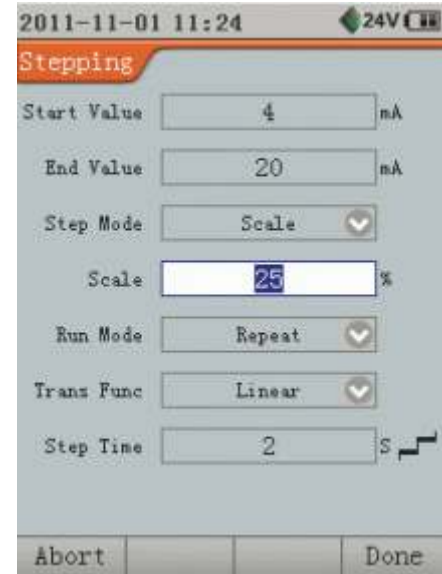 2011-11-01 11:24 24V
Stepping
Start Value 4 mA
End Value 20 mA
Step Mode Scale
Scale 25 %
Run Mode Repeat
Trans Func Linear
Step Time 2 S
Abort Done